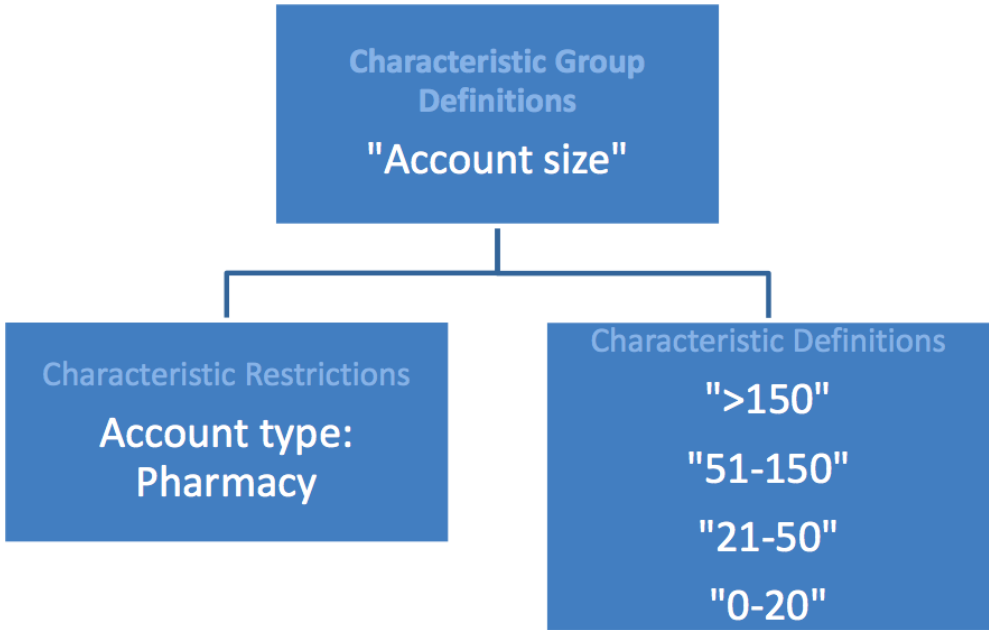 Characteristic Group
Definitions
"Account size"
Characteristic Restrictions
Account type:
Pharmacy
Characteristic Definitions
">150"
"51-150"
"21-50"
"0-20"